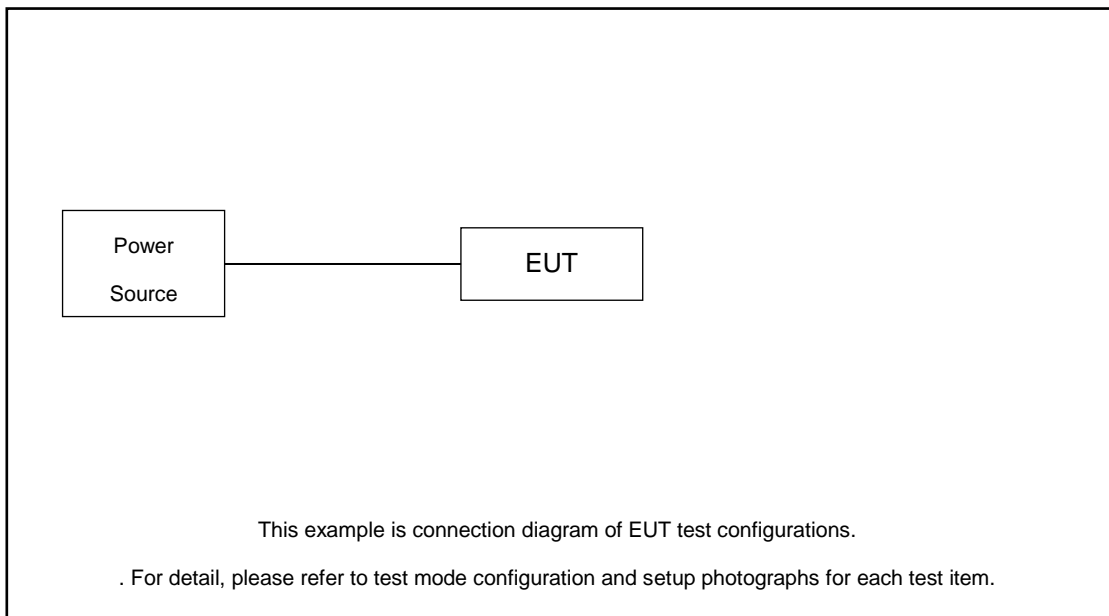 Power
Source
EUT
This example is connection diagram of EUT test configurations.
. For detail, please refer to test mode configuration and setup photographs for each test item.